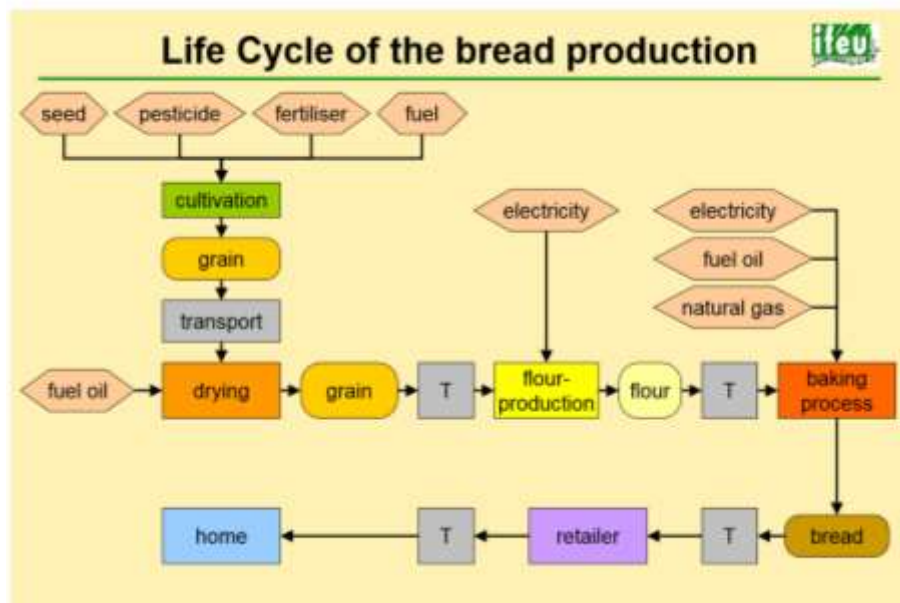 Life Cycle of the bread production
ifeu
seed
pesticide
fertiliser
fuel
cultivation
electricity
electricity
grain
fuel oil
natural gas
transport
fuel oil
drying
grain
T
flour-
production
flour
T
baking
process
home
T
retailer
T
bread